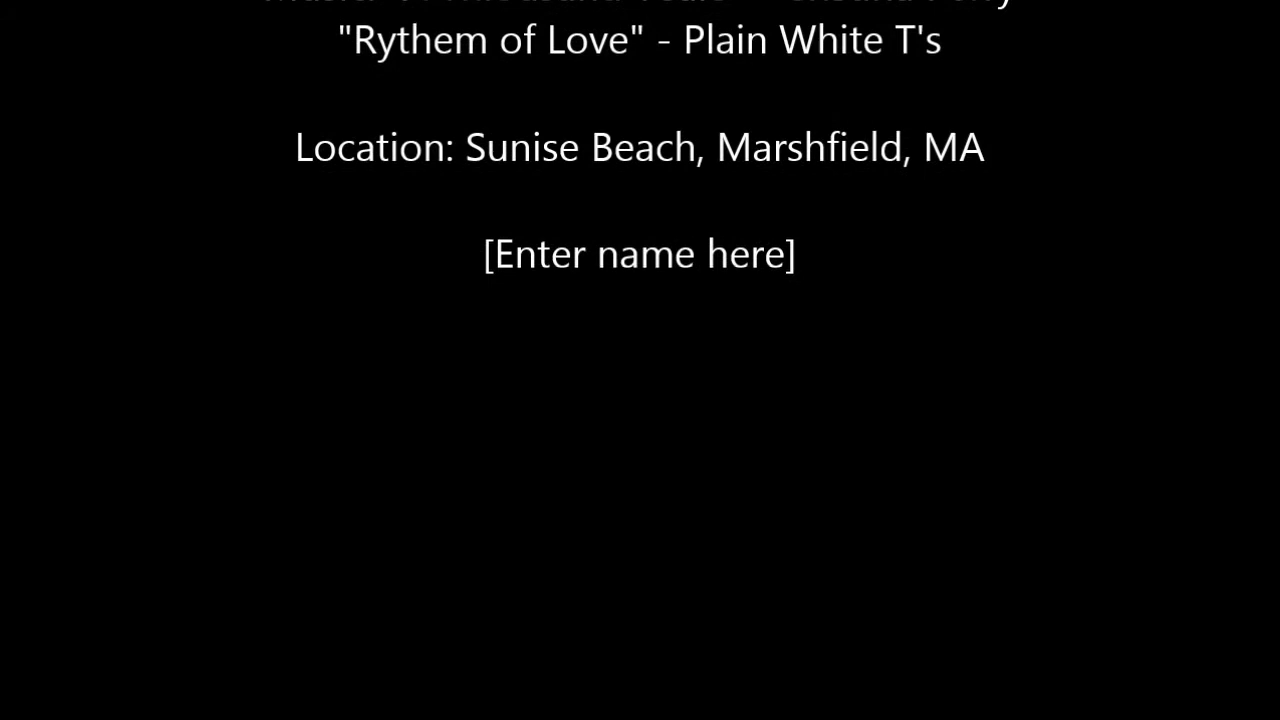 "Rythem of Love" - Plain White T's
Location: Sunise Beach, Marshfield, MA
[Enter name here]